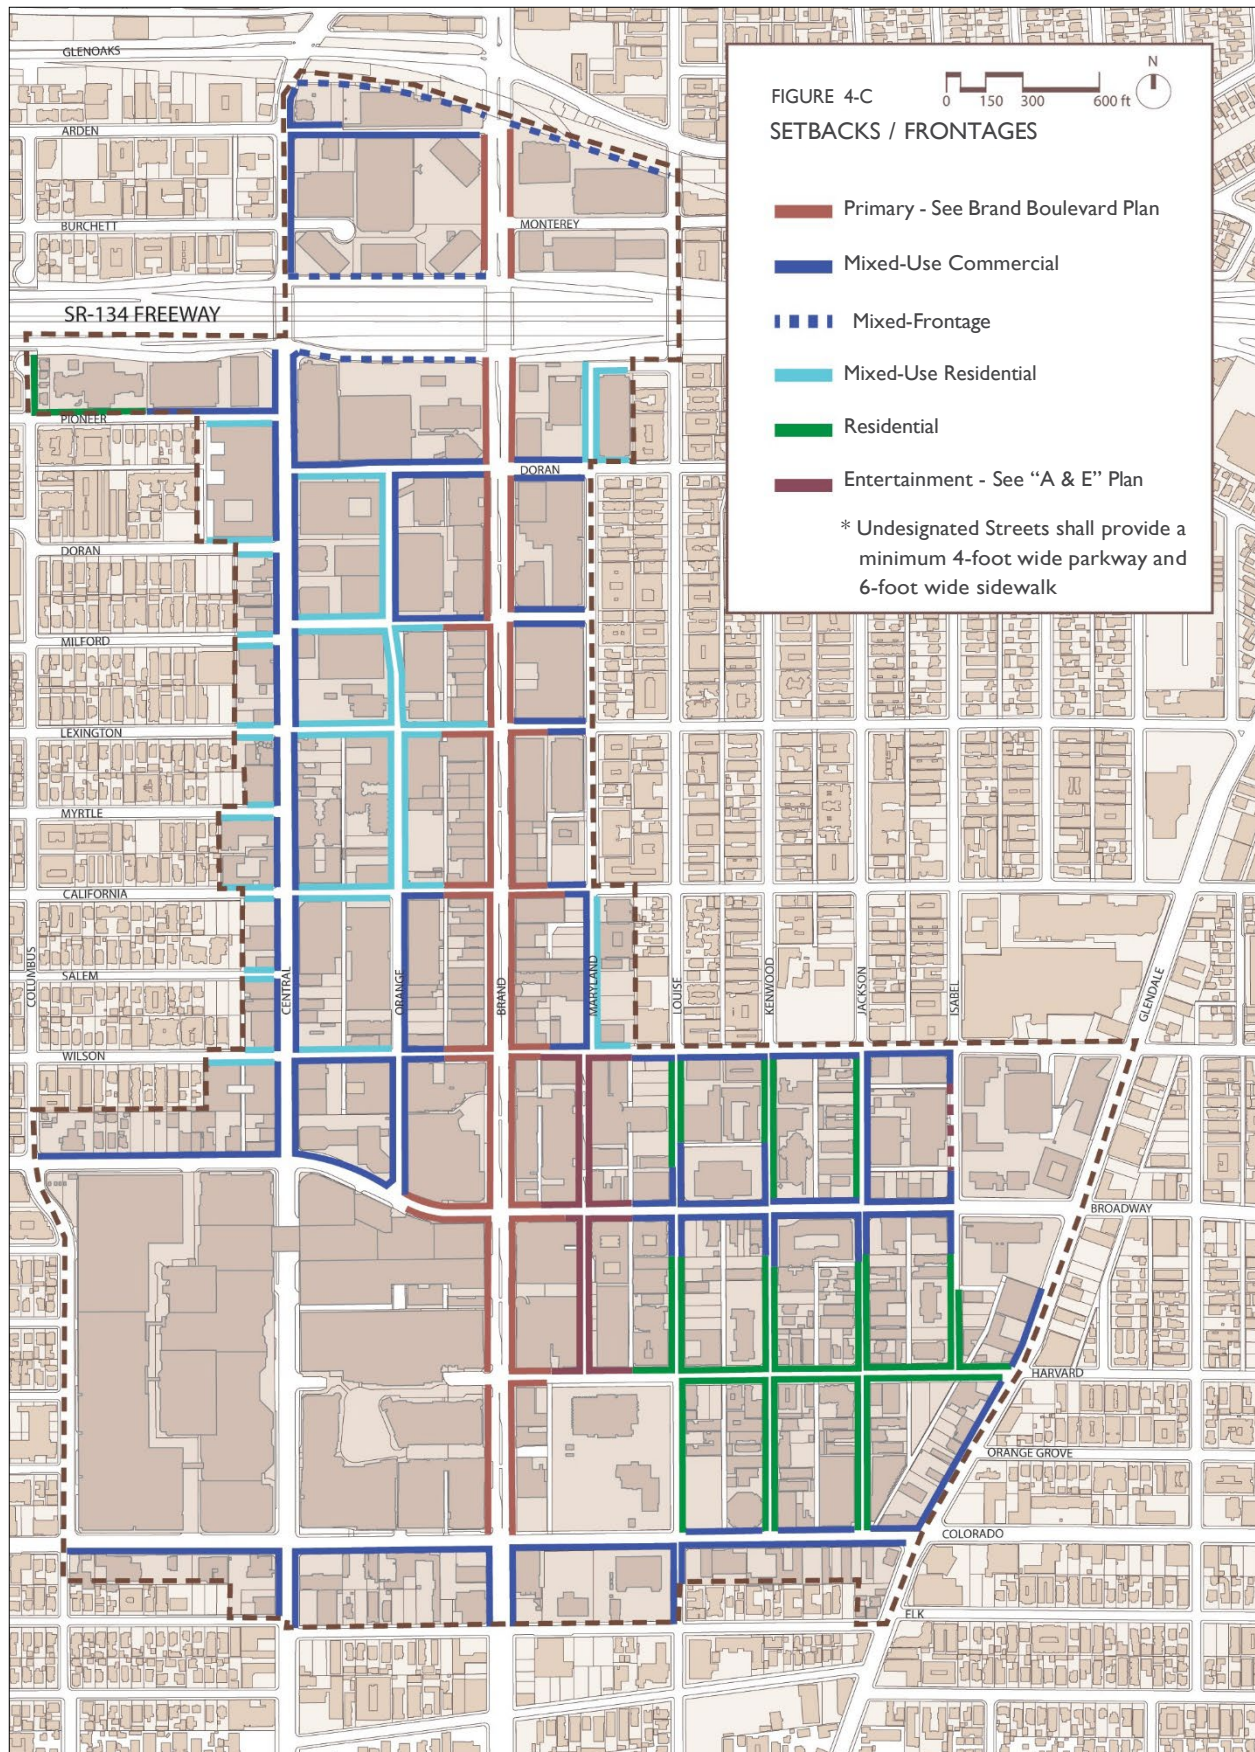 GLENOAKS
N
FIGURE 4-C
0 150 300 600 ft
SETBACKS / FRONTAGES
ARDEN
Primary - See Brand Boulevard Plan
BURCHETT
MONTEREY
Mixed-Use Commercial
SR-134 FREEWAY
Mixed-Frontage
Mixed-Use Residential
PIONEER
Residential
DORAN
Entertainment - See “A & E” Plan
* Undesignated Streets shall provide a
minimum 4-foot wide parkway and
6-foot wide sidewalk
DORAN
MILFORD
LEXINGTON
MYRTLE
CALIFORNIA
COLUMBUS
SALEM
CENTRAL
ORANGE
BRAND
MARYLAND
LOUISE
KENWOOD
JACKSON
ISABEL
GLENDALE
WILSON
BROADWAY
HARVARD
ORANGE GROVE
COLORADO
ELK